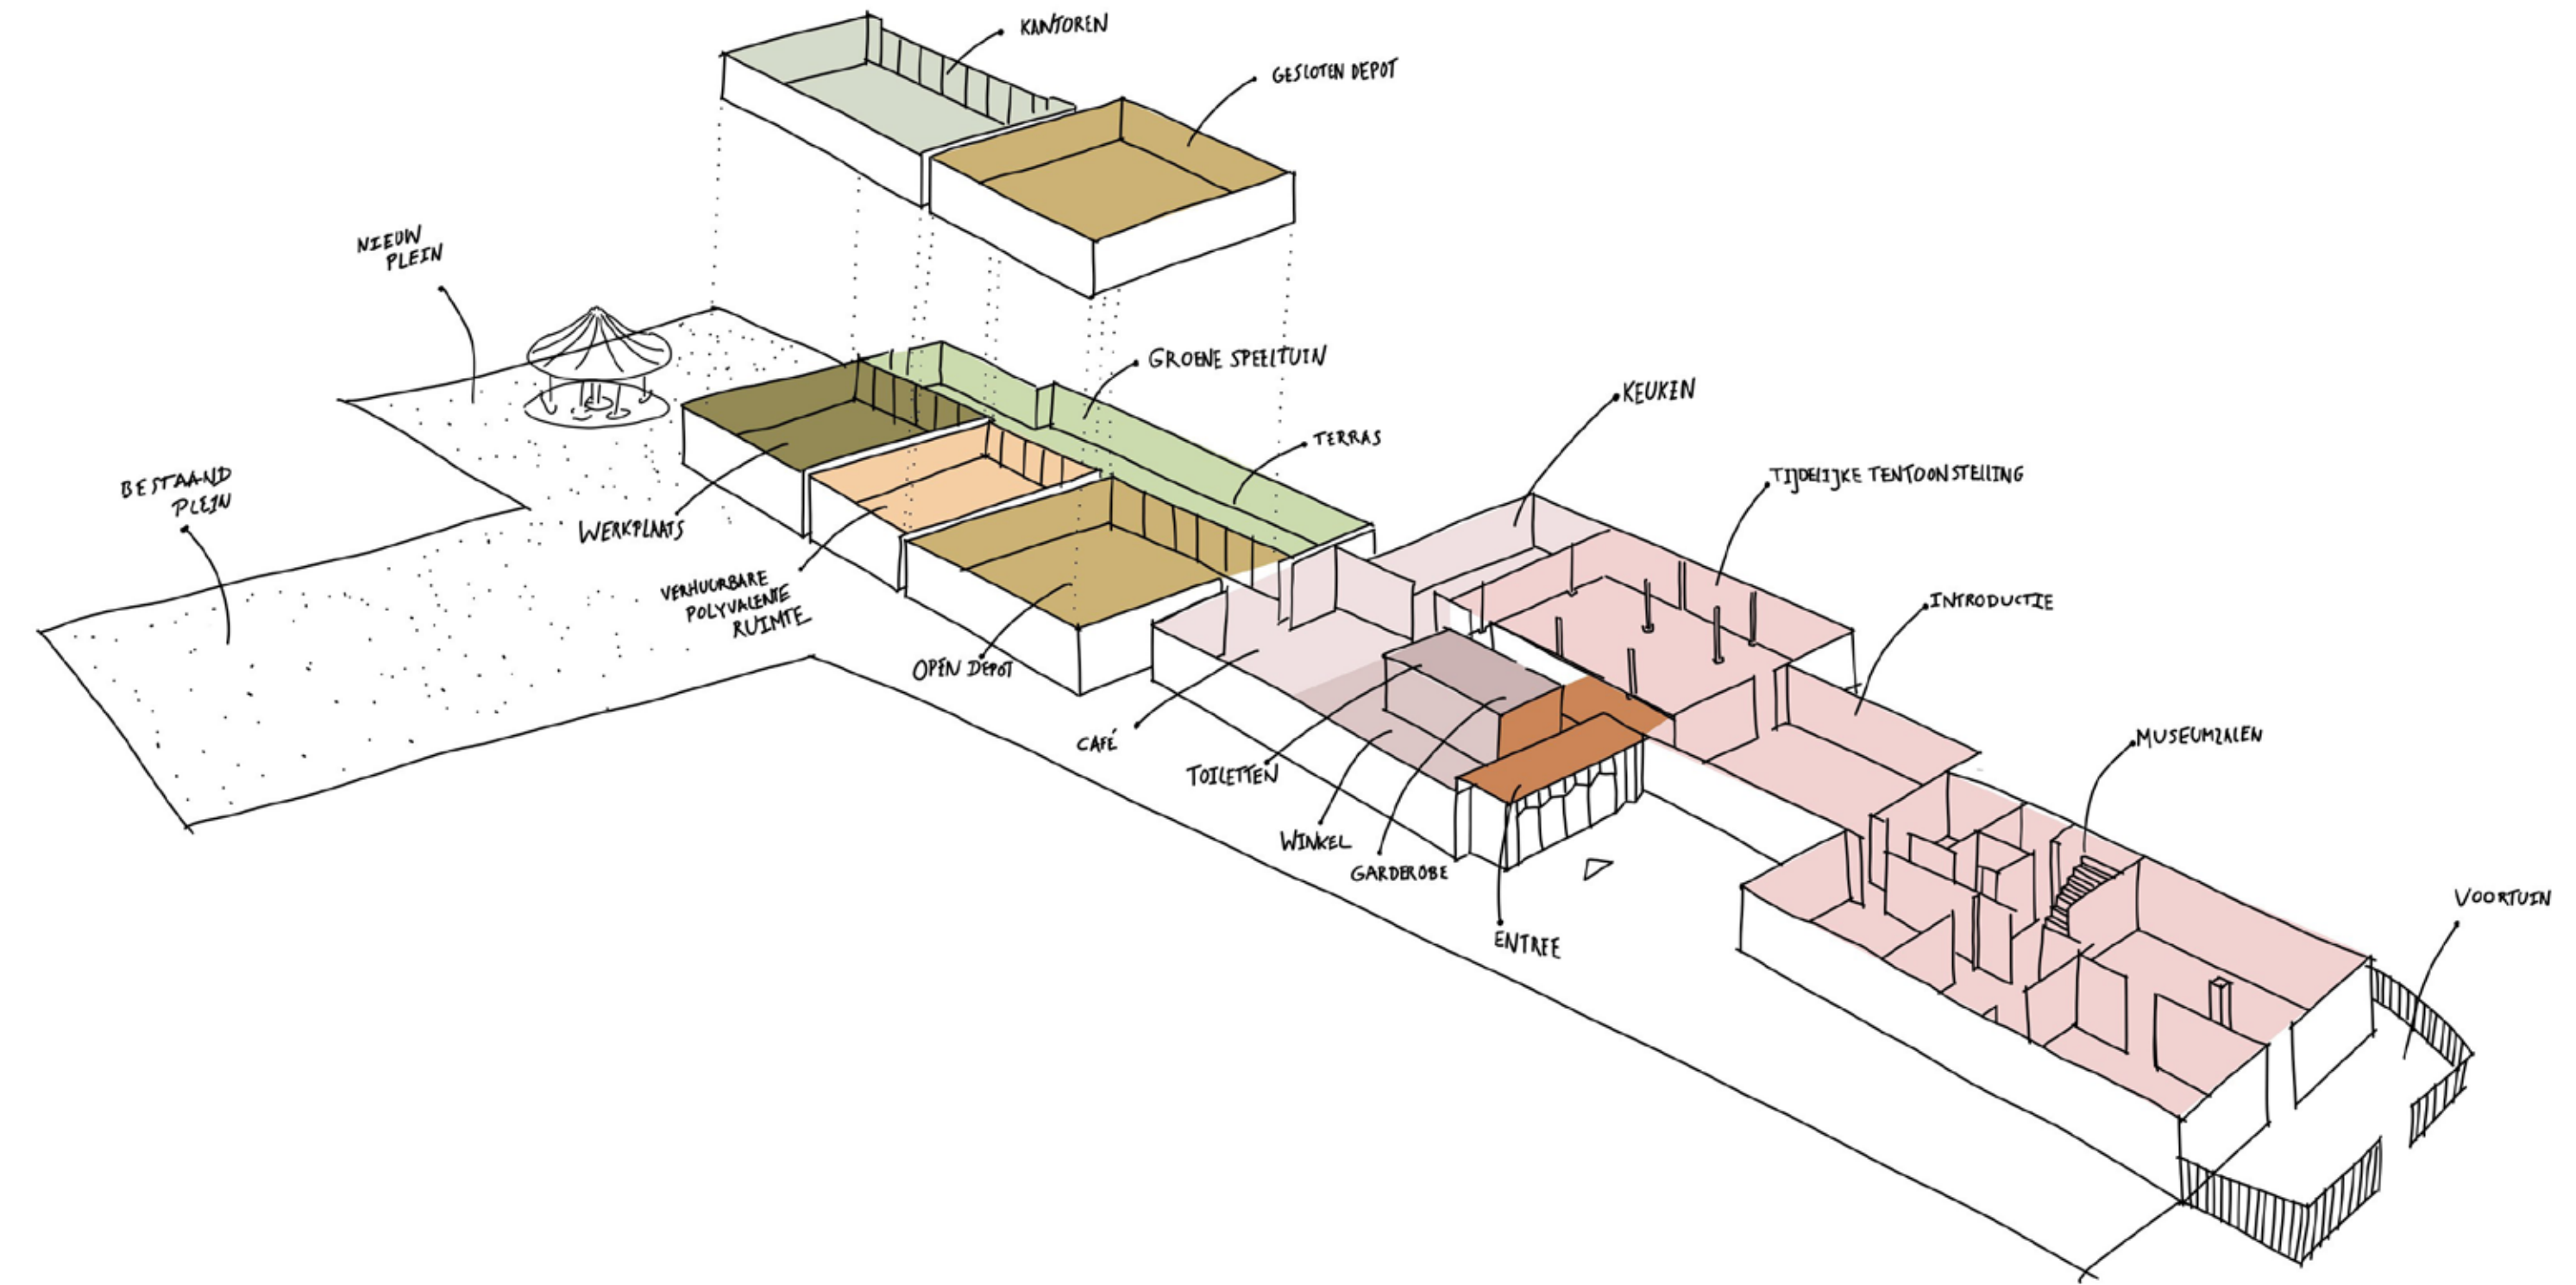 KANTOREN
GESLOTEN DEPOT
NIEUW
PLEIN
GROENE SPEELTUIN
KEUKEN
TERRAS
TIJDELIJKE TENTOONSTELLING
BESTAAND
PLEIN
WERKPLAATS
VERHUURBARE
POLYVALENTE
RUIMTE
INTRODUCTIE
OPEN DEPOT
MUSEUMZALEN
CAFÉ
TOILETTEN
WINKEL
GARDEROBE
VOORTUIN
ENTREE